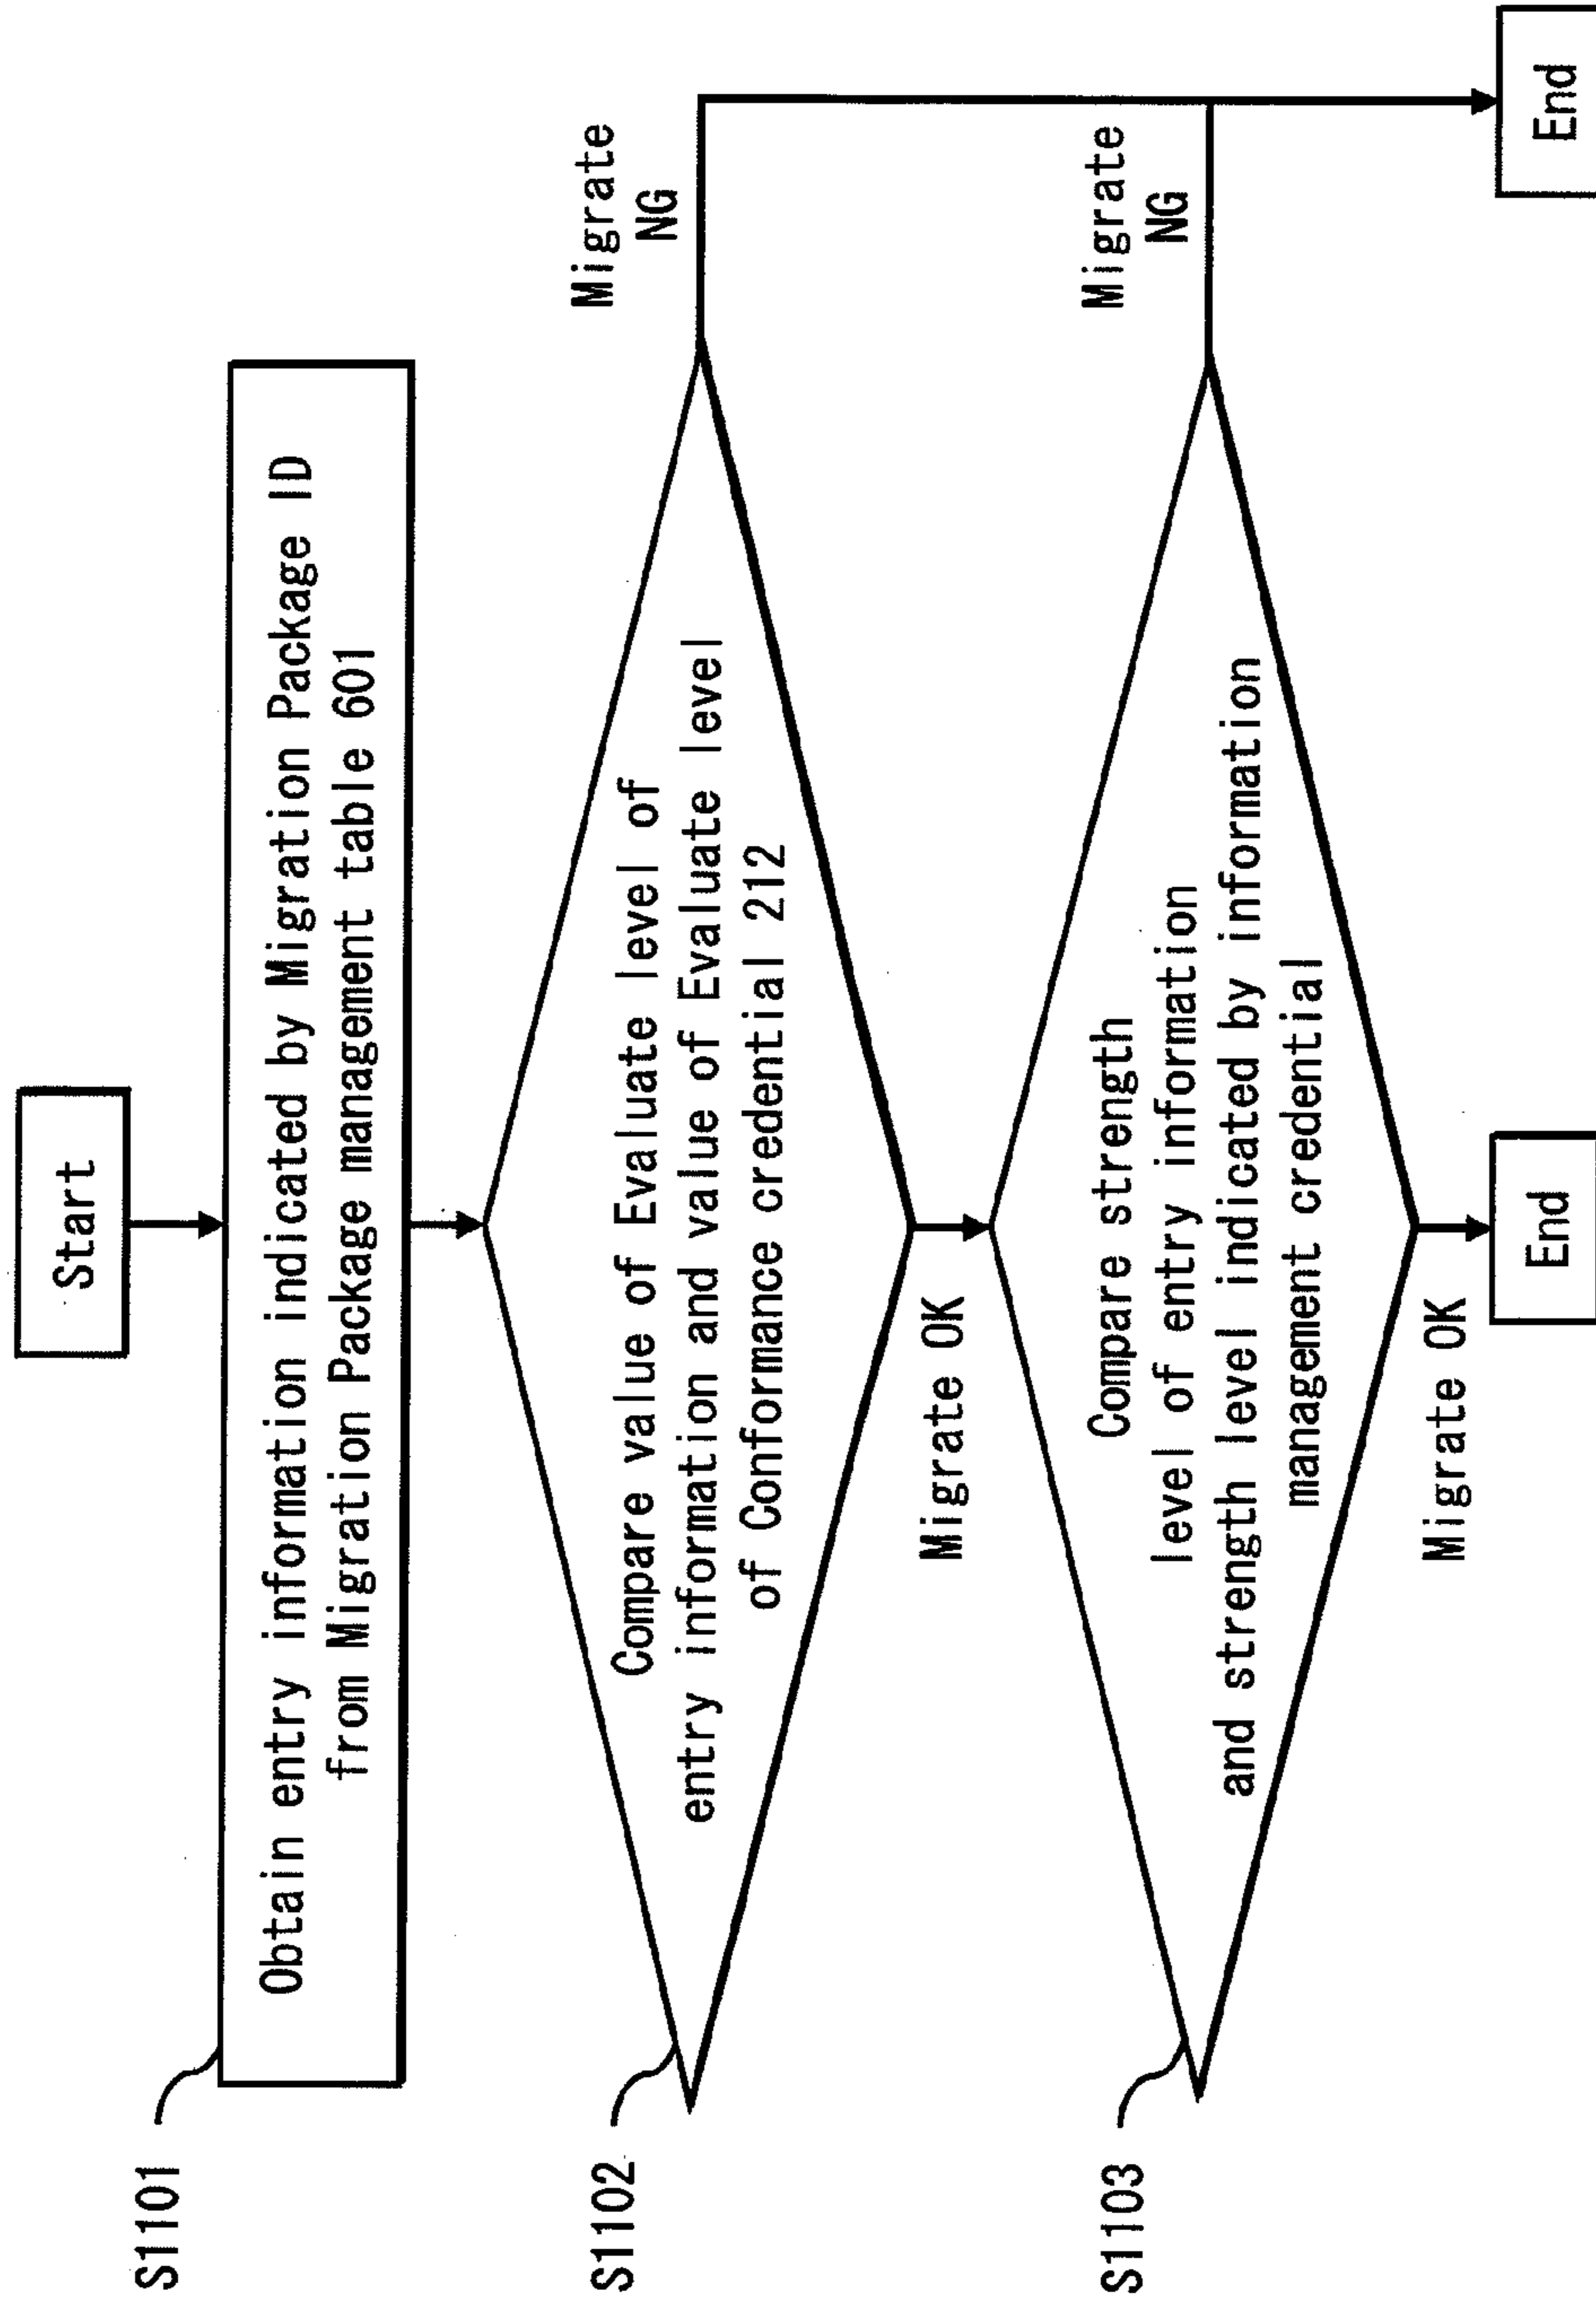 Start
S1101
Obtain entry information indicated by Migration Package ID
from Migration Package management table 601
S1102
Compare value of Evaluate level of
entry information and value of Evaluate level
of Conformance credential 212
Migrate
NG
Migrate OK
S1103
Compare strength
level of entry information
and strength level indicated by information
management credential
Migrate
NG
Migrate OK
End
End